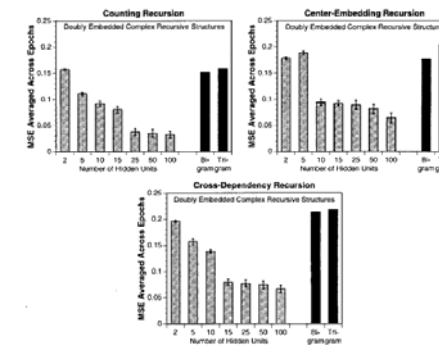 Counting Recursion
Doubly Embedded Complex Recursive Structures
MSE Averaged Across Epochs
0.25
0.2
0.15
0.1
0.05
0
2 5 10 15 25 50 100 Bi- Tri-
Number of Hidden Units gram gram
Center-Embedding Recursion
Doubly Embedded Complex Recursive Structur
MSE Averaged Across Epochs
0.25
0.2
0.15
0.1
0.05
0
2 5 10 15 25 50 100 Bi-
Number of Hidden Units gram g
Cross-Dependency Recursion
Doubly Embedded Complex Recursive Structures
MSE Averaged Across Epochs
0.25
0.2
0.15
0.1
0.05
0
2 5 10 15 25 50 100 Bi- Tri-
Number of Hidden Units gram gram